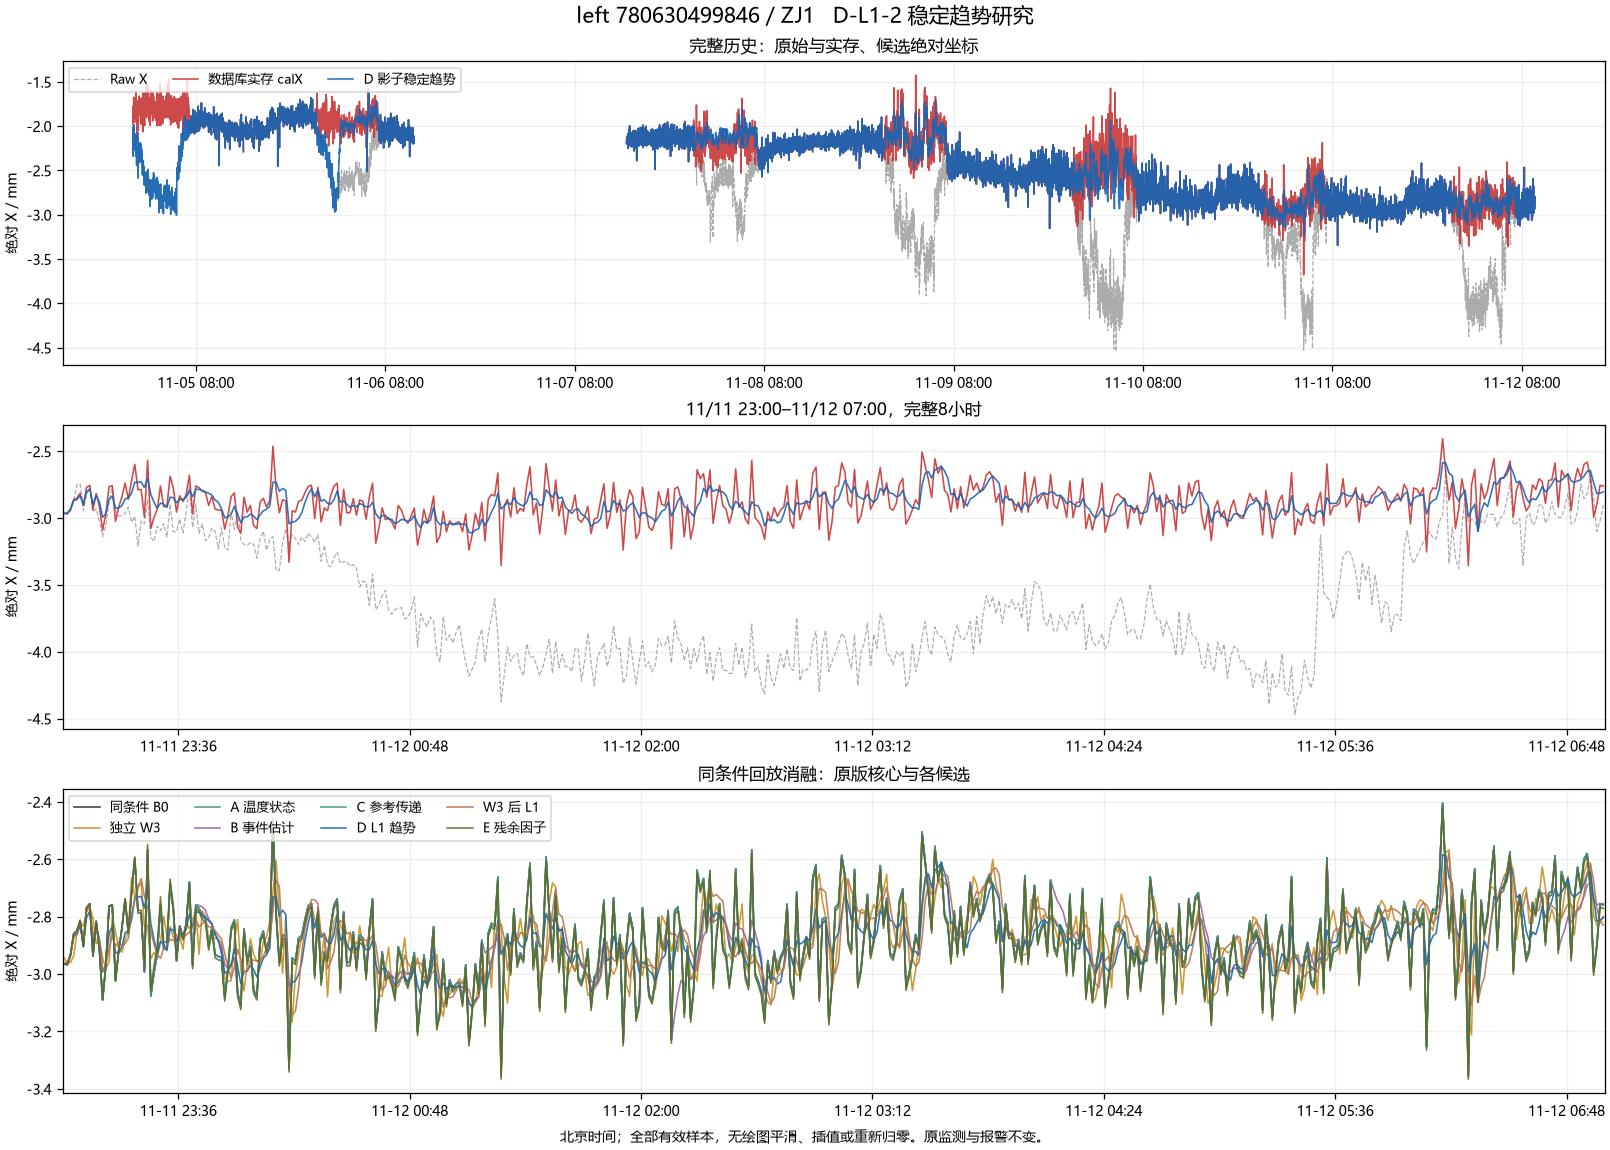 left 780630499846 / ZJ1 D-L1-2 稳定趋势研究
完整历史：原始与实存、候选绝对坐标
Raw X 数据库实存 calX D 影子稳定趋势
绝对 X / mm
-1.5
-2.0
-2.5
-3.0
-3.5
-4.0
-4.5
11-05 08:00 11-06 08:00 11-07 08:00 11-08 08:00 11-09 08:00 11-10 08:00 11-11 08:00 11-12 08:00
11/11 23:00–11/12 07:00，完整8小时
绝对 X / mm
-2.5
-3.0
-3.5
-4.0
-4.5
11-11 23:36 11-12 00:48 11-12 02:00 11-12 03:12 11-12 04:24 11-12 05:36 11-12 06:48
同条件回放消融：原版核心与各候选
同条件 B0 A 温度状态 C 参考传递 W3 后 L1
独立 W3 B 事件估计 D L1 趋势 E 残余因子
绝对 X / mm
-2.4
-2.6
-2.8
-3.0
-3.2
-3.4
11-11 23:36 11-12 00:48 11-12 02:00 11-12 03:12 11-12 04:24 11-12 05:36 11-12 06:48
北京时间；全部有效样本，无绘图平滑、插值或重新归零。原监测与报警不变。